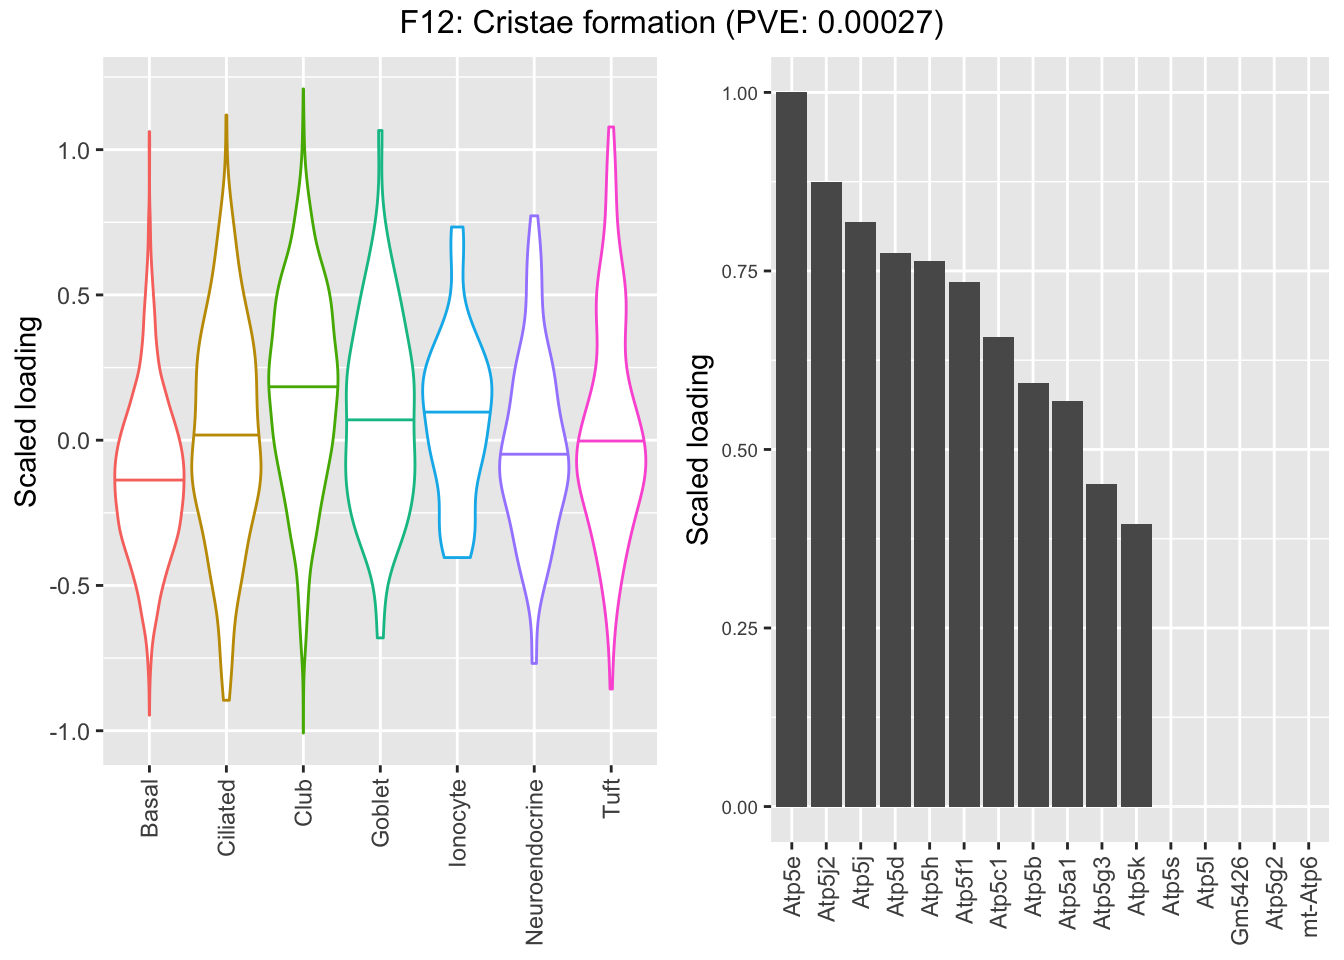 F12: Cristae formation (PVE: 0.00027)
Scaled loading
1.0
0.5
0.0
-0.5
-1.0
Basal
Ciliated
Club
Goblet
Ionocyte
Neuroendocrine
Tuft
Scaled loading
1.00
0.75
0.50
0.25
0.00
Atp5e
Atp5j2
Atp5j
Atp5d
Atp5h
Atp5f1
Atp5c1
Atp5b
Atp5a1
Atp5g3
Atp5k
Atp5s
Atp5l
Gm5426
Atp5g2
mt-Atp6